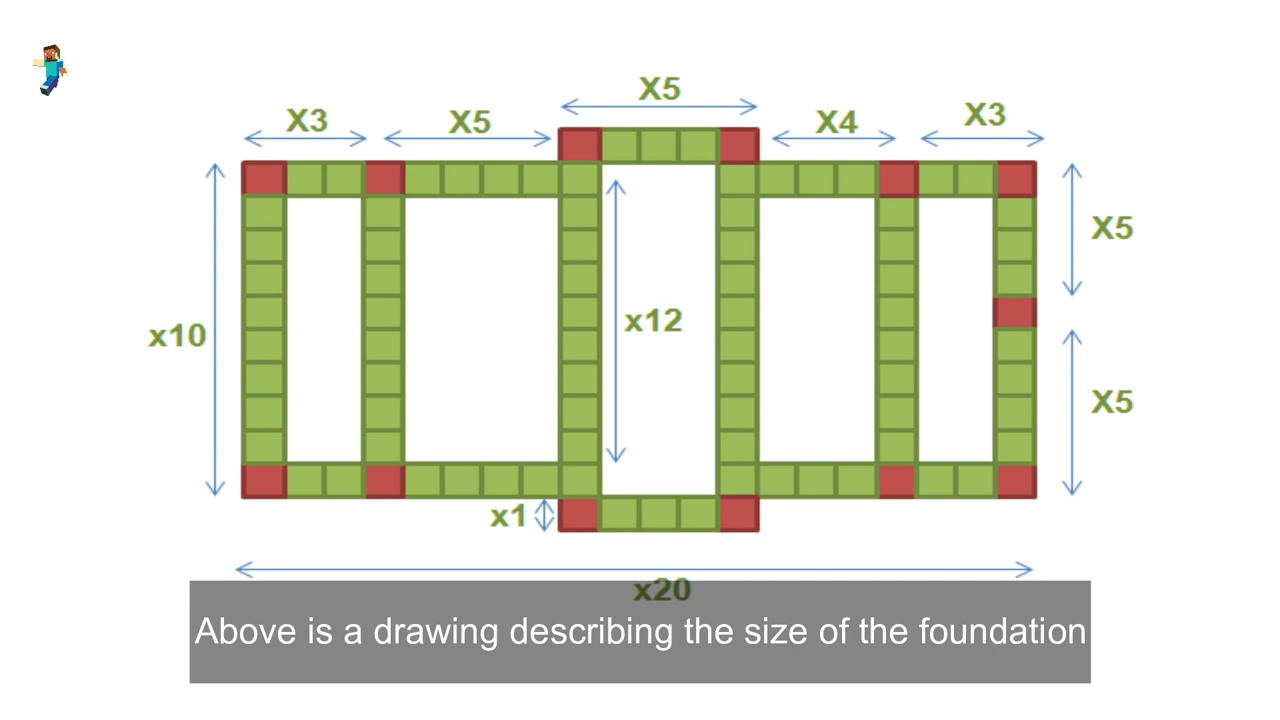 X5
X3
X5
X4
X3
X5
x10
x12
X5
x1
x20
Above is a drawing describing the size of the foundation